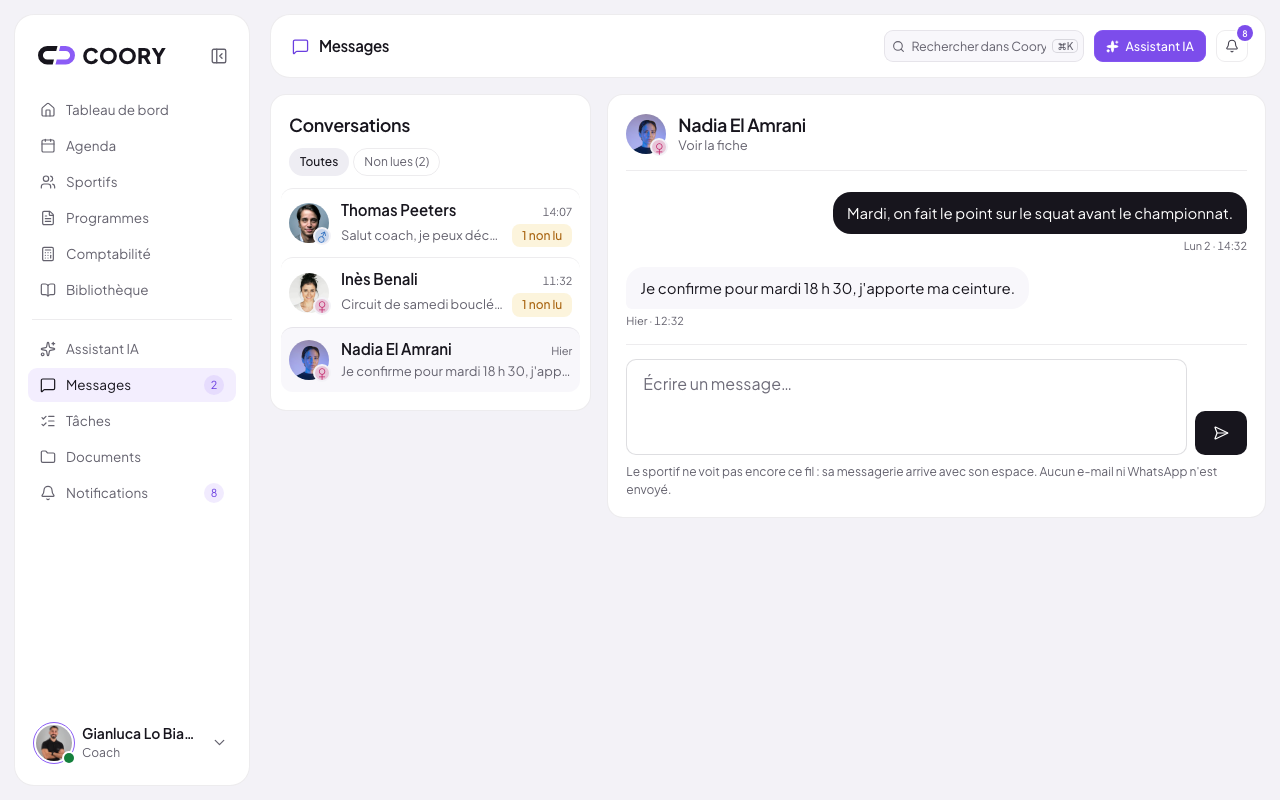 COORY
Tableau de bord
Agenda
Sportifs
Programmes
Comptabilité
Bibliothèque
Assistant IA
Messages 2
Tâches
Documents
Notifications 8
Gianluca Lo Bia...
Coach
Messages
Rechercher dans Coory ⌘K
Assistant IA
8
Conversations
Toutes Non lues (2)
Thomas Peeters 14:07
Salut coach, je peux déc... 1 non lu
Inès Benali 11:32
Circuit de samedi bouclé... 1 non lu
Nadia El Amrani Hier
Je confirme pour mardi 18 h 30, j'app...
Nadia El Amrani
Voir la fiche
Mardi, on fait le point sur le squat avant le championnat.
Lun 2 · 14:32
Je confirme pour mardi 18 h 30, j'apporte ma ceinture.
Hier · 12:32
Écrire un message...
Le sportif ne voit pas encore ce fil : sa messagerie arrive avec son espace. Aucun e-mail ni WhatsApp n'est
envoyé.